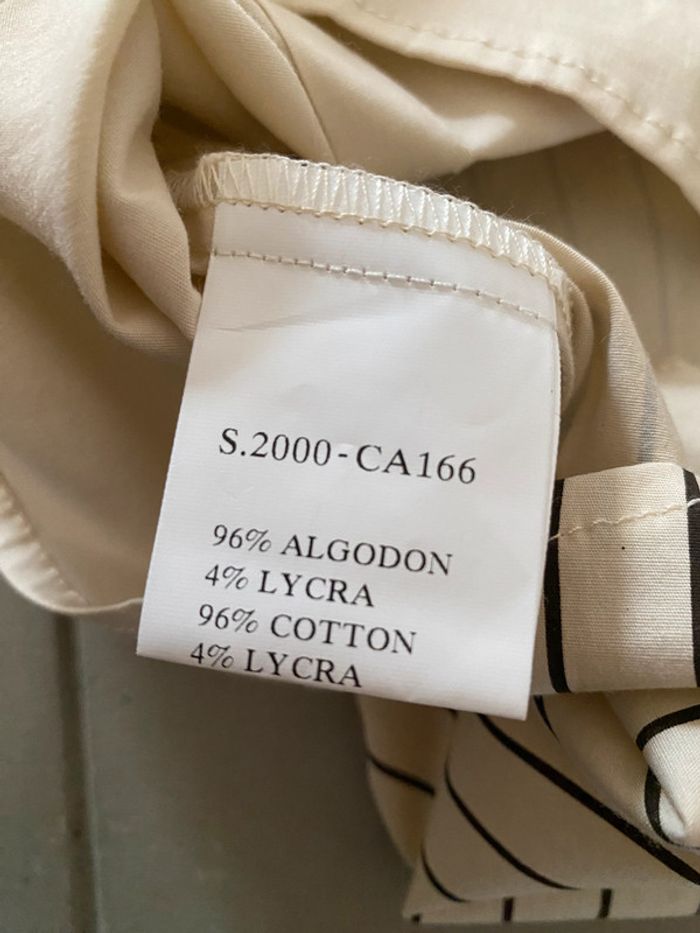 S.2000-CA166
96% ALGODON
4% LYCRA
96% COTTON
4% LYCRA